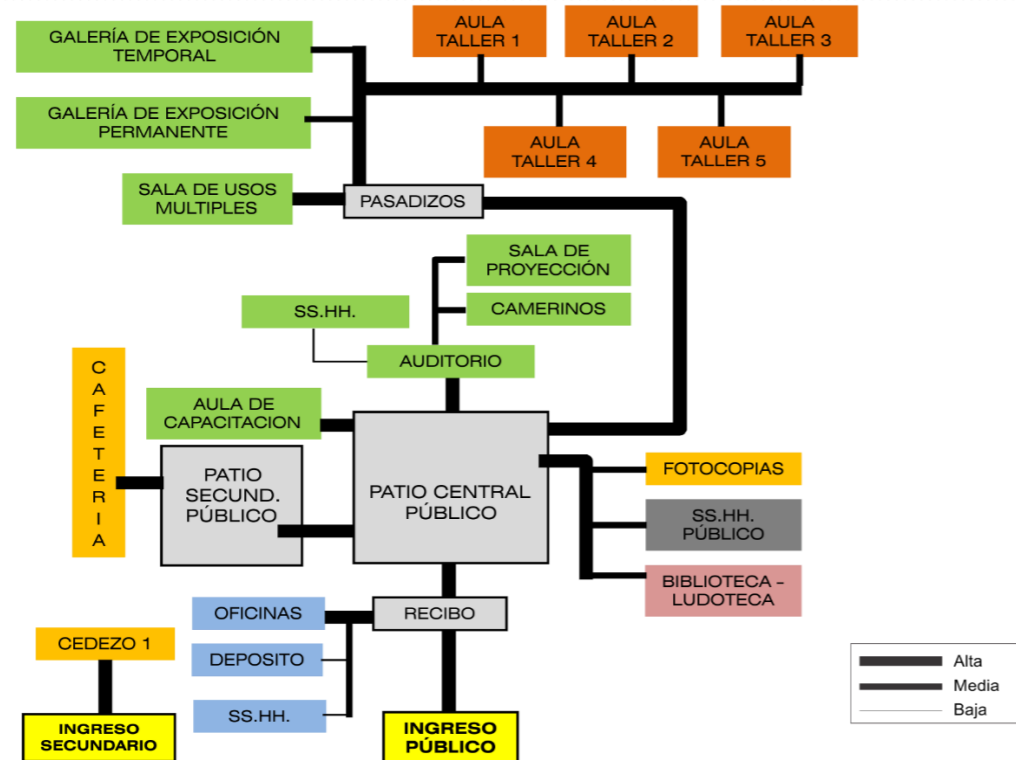 GALERÍA DE EXPOSICIÓN
TEMPORAL
AULA
TALLER 1
AULA
TALLER 2
AULA
TALLER 3
GALERÍA DE EXPOSICIÓN
PERMANENTE
AULA
TALLER 4
AULA
TALLER 5
SALA DE USOS
MULTIPLES
PASADIZOS
SALA DE
PROYECCIÓN
SS.HH.
CAMERINOS
AUDITORIO
CAFETERIA
AULA DE
CAPACITACION
PATIO
SECUND.
PÚBLICO
PATIO CENTRAL
PÚBLICO
FOTOCOPIAS
SS.HH.
PÚBLICO
BIBLIOTECA -
LUDOTECA
OFICINAS
RECIBO
CEDEZO 1
DEPOSITO
SS.HH.
INGRESO
SECUNDARIO
INGRESO
PÚBLICO
Alta
Media
Baja